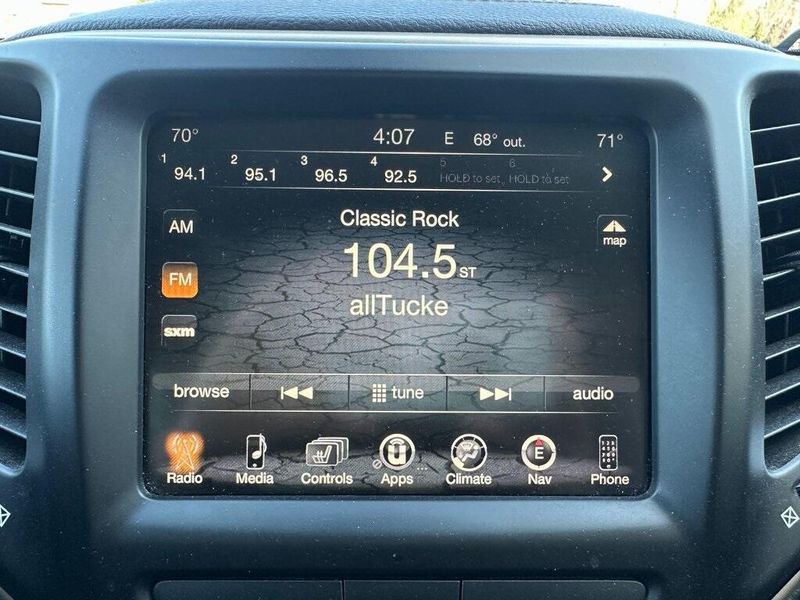 70° 4:07 E 68° out. 71°
1 94.1 2 95.1 3 96.5 4 92.5 5 HOLD to set 6 HOLD to set
AM
Classic Rock
map
FM
104.5 ST
sxm
allTucke
browse tune audio
E
Radio Media Controls Apps Climate Nav Phone